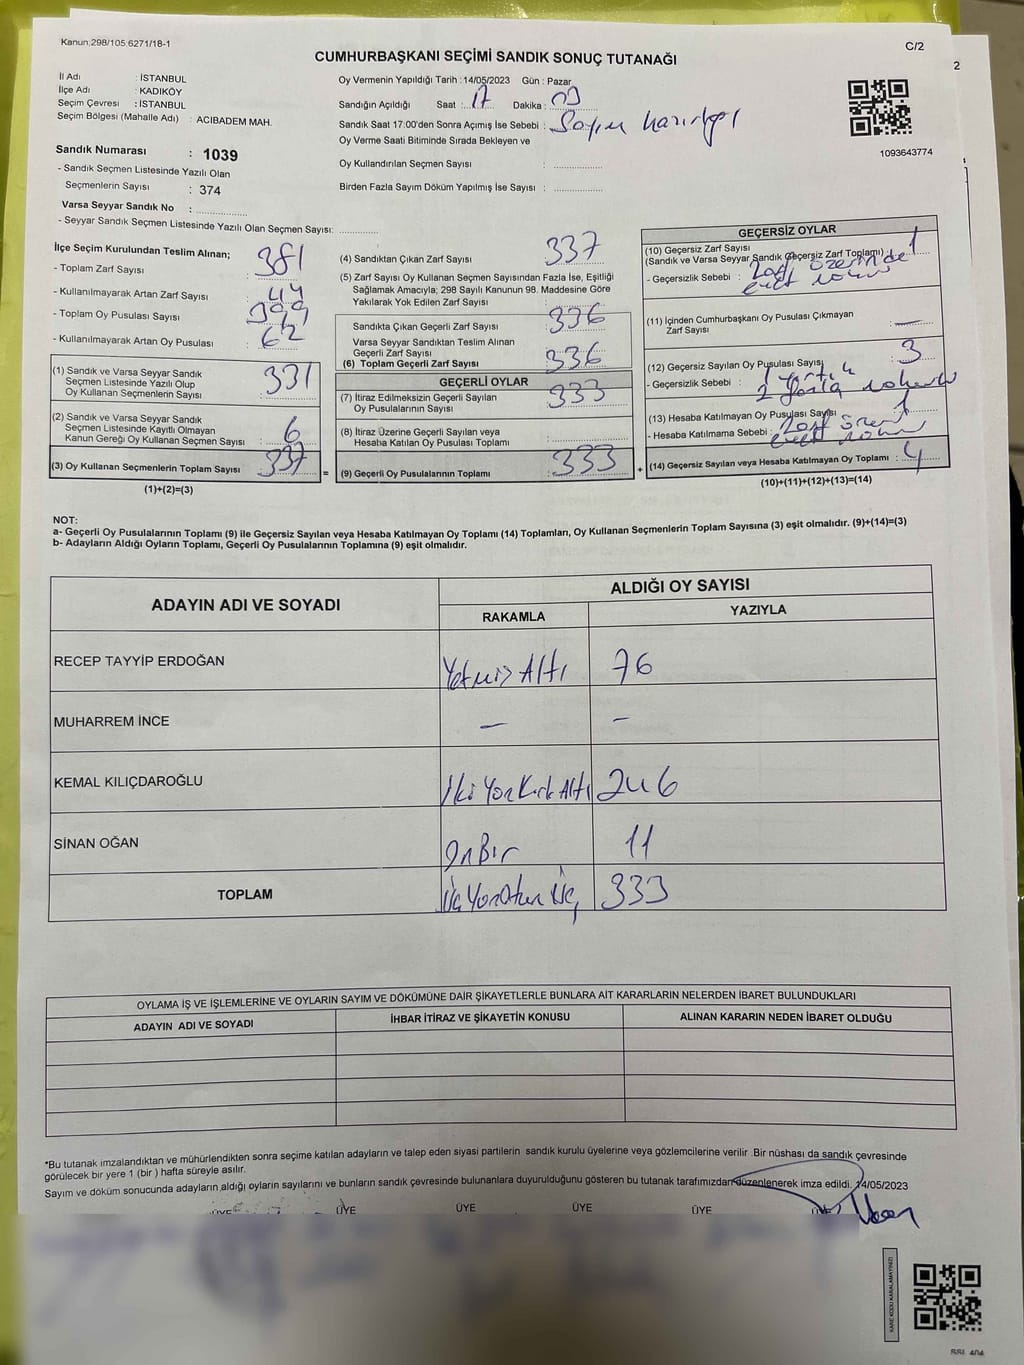 Kanun;298/105;6271/18-1
C/2
CUMHURBAŞKANI SEÇİMİ SANDIK SONUÇ TUTANAĞI
2
İl Adı : İSTANBUL
İlçe Adı : KADIKÖY
Seçim Çevresi : İSTANBUL
Seçim Bölgesi (Mahalle Adı) : ACIBADEM MAH.
Oy Vermenin Yapıldığı Tarih : 14/05/2023 Gün : Pazar
Sandığın Açıldığı Saat : 17 Dakika :
Sandık Saat 17:00'den Sonra Açımış İse Sebebi : Sayım
Oy Verme Saati Bitiminde Sırada Bekleyen ve
Oy Kullandırılan Seçmen Sayısı :
Birden Fazla Sayım Döküm Yapılmış İse Sayısı :
1093643774
Sandık Numarası : 1039
- Sandık Seçmen Listesinde Yazılı Olan
Seçmenlerin Sayısı : 374
Varsa Seyyar Sandık No :
- Seyyar Sandık Seçmen Listesinde Yazılı Olan Seçmen Sayısı:
İlçe Seçim Kurulundan Teslim Alınan;
- Toplam Zarf Sayısı : 381
- Kullanılmayarak Artan Zarf Sayısı : 44
- Toplam Oy Pusulası Sayısı : 399
- Kullanılmayarak Artan Oy Pusulası : 62
(1) Sandık ve Varsa Seyyar Sandık
Seçmen Listesinde Yazılı Olup
Oy Kullanan Seçmenlerin Sayısı : 331
(2) Sandık ve Varsa Seyyar Sandık
Seçmen Listesinde Kayıtlı Olmayan
Kanun Gereği Oy Kullanan Seçmen Sayısı : 6
(3) Oy Kullanan Seçmenlerin Toplam Sayısı : 337
(1)+(2)=(3)
(4) Sandıktan Çıkan Zarf Sayısı : 337
(5) Zarf Sayısı Oy Kullanan Seçmen Sayısından Fazla İse, Eşitliği
Sağlamak Amacıyla; 298 Sayılı Kanunun 98. Maddesine Göre
Yakılarak Yok Edilen Zarf Sayısı :
Sandıkta Çıkan Geçerli Zarf Sayısı : 336
Varsa Seyyar Sandıktan Teslim Alınan
Geçerli Zarf Sayısı :
(6) Toplam Geçerli Zarf Sayısı : 336
GEÇERLİ OYLAR
(7) İtiraz Edilmeksizin Geçerli Sayılan
Oy Pusulalarının Sayısı : 333
(8) İtiraz Üzerine Geçerli Sayılan veya
Hesaba Katılan Oy Pusulası Toplamı :
= (9) Geçerli Oy Pusulalarının Toplamı : 333 +
GEÇERSİZ OYLAR
(10) Geçersiz Zarf Sayısı
(Sandık ve Varsa Seyyar Sandık Geçersiz Zarf Toplamı) : 1
- Geçersizlik Sebebi : Zarf üzerinde
evet
(11) İçinden Cumhurbaşkanı Oy Pusulası Çıkmayan
Zarf Sayısı : —
(12) Geçersiz Sayılan Oy Pusulası Sayısı : 3
- Geçersizlik Sebebi : 1 yırtık
2 fazla
(13) Hesaba Katılmayan Oy Pusulası Sayısı : 1
- Hesaba Katılmama Sebebi : Zarf
evet
(14) Geçersiz Sayılan veya Hesaba Katılmayan Oy Toplamı : 4
(10)+(11)+(12)+(13)=(14)
NOT:
a- Geçerli Oy Pusulalarının Toplamı (9) ile Geçersiz Sayılan veya Hesaba Katılmayan Oy Toplamı (14) Toplamları, Oy Kullanan Seçmenlerin Toplam Sayısına (3) eşit olmalıdır. (9)+(14)=(3)
b- Adayların Aldığı Oyların Toplamı, Geçerli Oy Pusulalarının Toplamına (9) eşit olmalıdır.
ADAYIN ADI VE SOYADI
ALDIĞI OY SAYISI
RAKAMLA YAZIYLA
RECEP TAYYİP ERDOĞAN Yetmiş Altı 76
MUHARREM İNCE — —
KEMAL KILIÇDAROĞLU İki Yüz Kırk Altı 246
SİNAN OĞAN On Bir 11
TOPLAM Üç Yüz Otuz Üç 333
OYLAMA İŞ VE İŞLEMLERİNE VE OYLARIN SAYIM VE DÖKÜMÜNE DAİR ŞİKAYETLERLE BUNLARA AİT KARARLARIN NELERDEN İBARET BULUNDUKLARI
ADAYIN ADI VE SOYADI İHBAR İTİRAZ VE ŞİKAYETİN KONUSU ALINAN KARARIN NEDEN İBARET OLDUĞU
*Bu tutanak imzalandıktan ve mühürlendikten sonra seçime katılan adayların ve talep eden siyasi partilerin sandık kurulu üyelerine veya gözlemcilerine verilir .Bir nüshası da sandık çevresinde
görülecek bir yere 1 (bir ) hafta süreyle asılır.
Sayım ve döküm sonucunda adayların aldığı oyların sayılarını ve bunların sandık çevresinde bulunanlara duyurulduğunu gösteren bu tutanak tarafımızdan düzenlenerek imza edildi. 14/05/2023
ÜYE ÜYE ÜYE ÜYE ÜYE ÜYE
KARE KODU KARALAMAYINIZ!